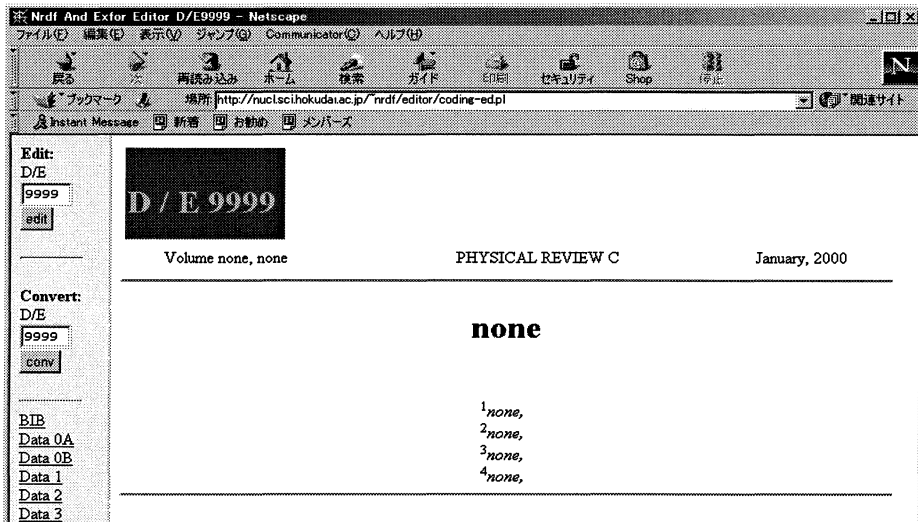 Nrdf And Exfor Editor D/E9999 - Netscape
ファイル(F) 編集(E) 表示(V) ジャンプ(G) Communicator(C) ヘルプ(H)
戻る 次 再読み込み ホーム 検索 ガイド 印刷 セキュリティ Shop 停止
N
ブックマーク 場所: http://nucl.sci.hokudai.ac.jp/~nrdf/editor/coding-ed.pl 関連サイト
Instant Message 新着 お勧め メンバーズ
Edit:
D/E
9999
edit
Convert:
D/E
9999
conv
BIB
Data 0A
Data 0B
Data 1
Data 2
Data 3
D / E 9999
Volume none, none PHYSICAL REVIEW C January, 2000
none
1none,
2none,
3none,
4none,